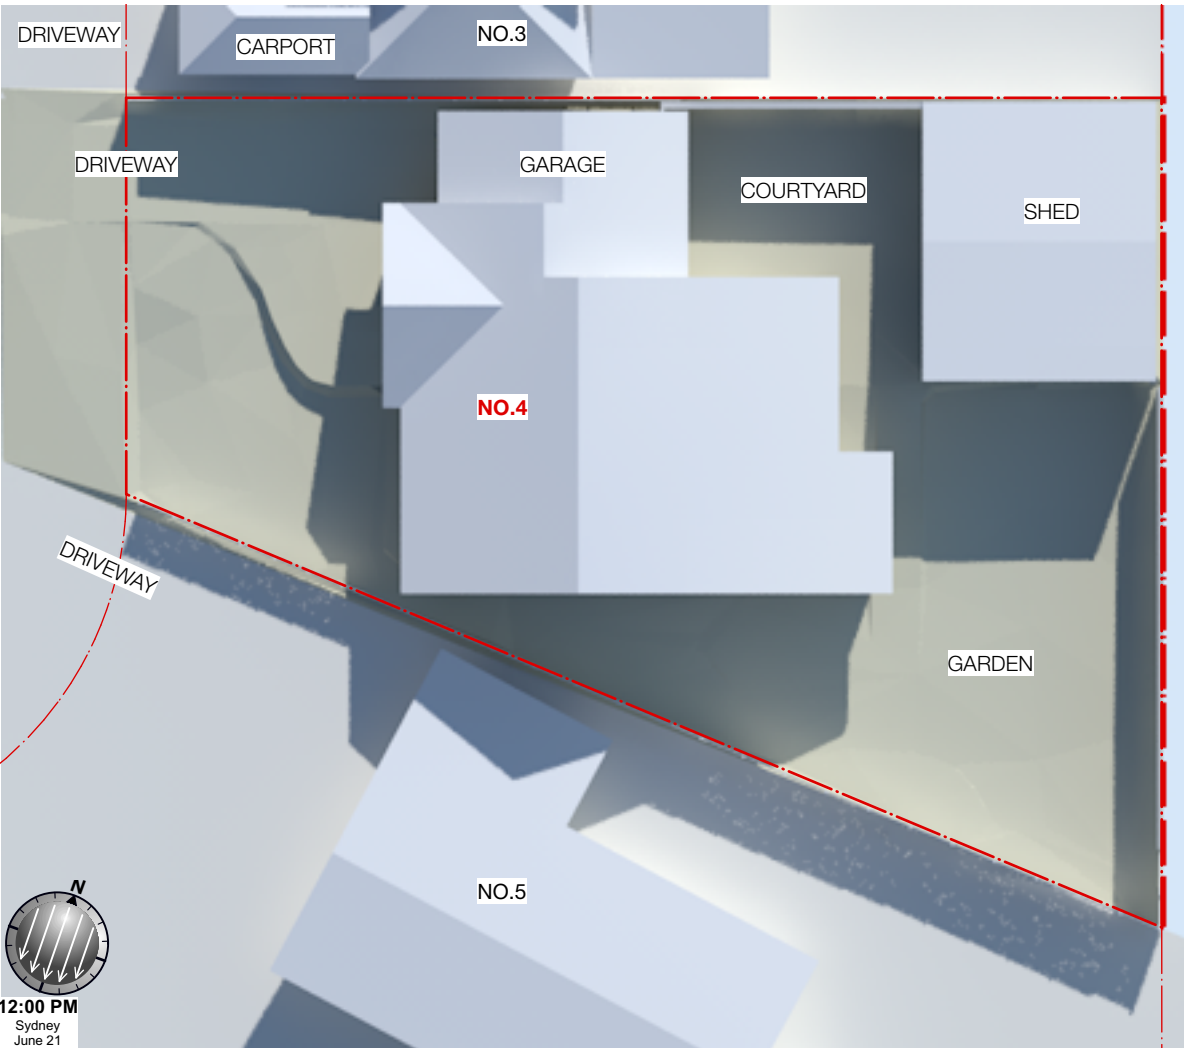 DRIVEWAY
CARPORT
NO.3
DRIVEWAY
GARAGE
COURTYARD
SHED
NO.4
DRIVEWAY
GARDEN
NO.5
N
12:00 PM
Sydney
June 21